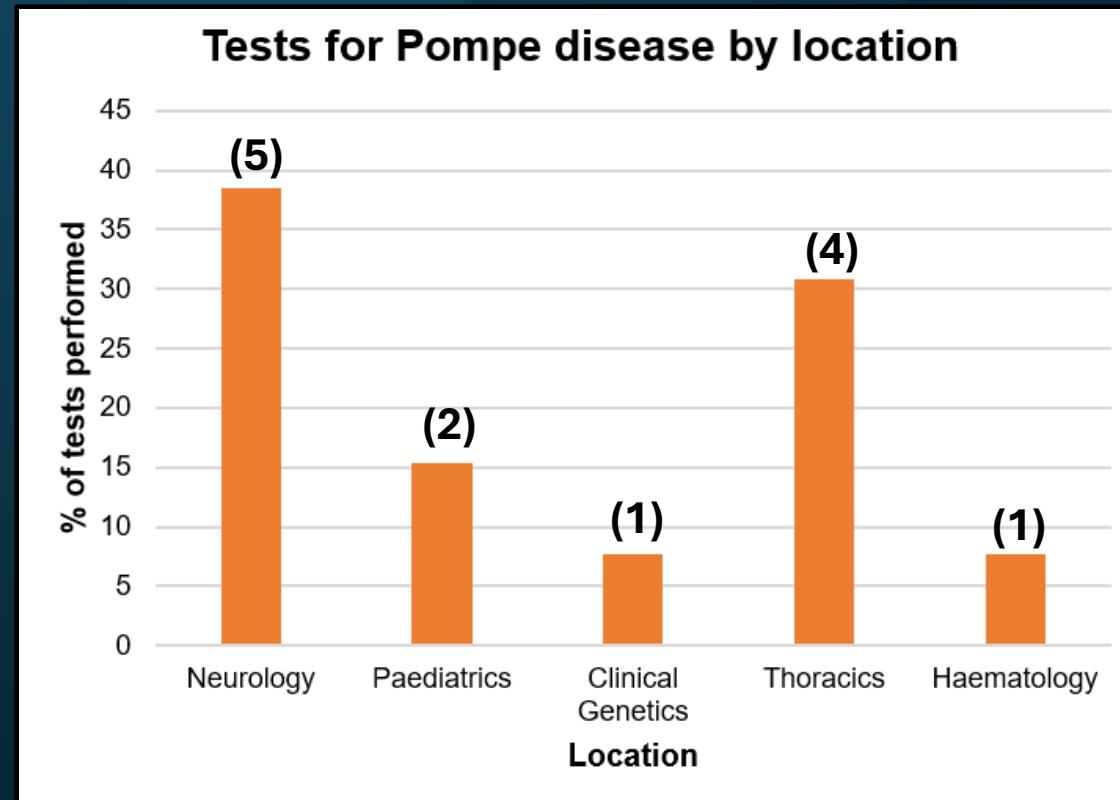 Tests for Pompe disease by location
% of tests performed
45
40
35
30
25
20
15
10
5
0
(5)
(2)
(1)
(4)
(1)
Neurology
Paediatrics
Clinical
Genetics
Thoracics
Haematology
Location